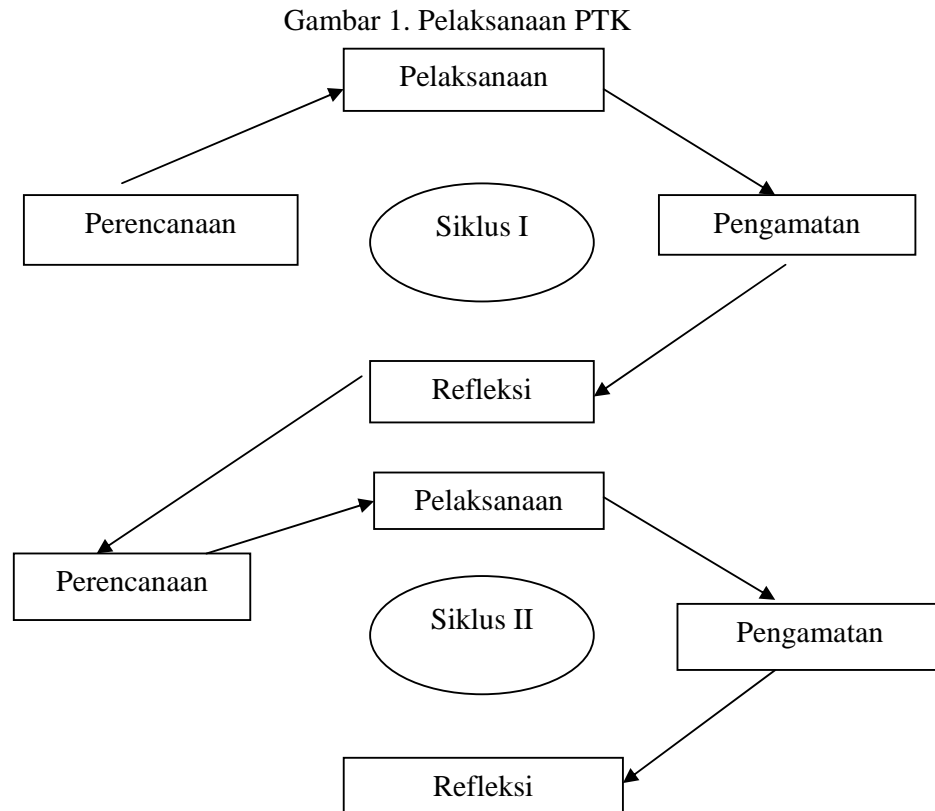 Gambar 1. Pelaksanaan PTK
Pelaksanaan
Perencanaan
Siklus I
Pengamatan
Refleksi
Pelaksanaan
Perencanaan
Siklus II
Pengamatan
Refleksi